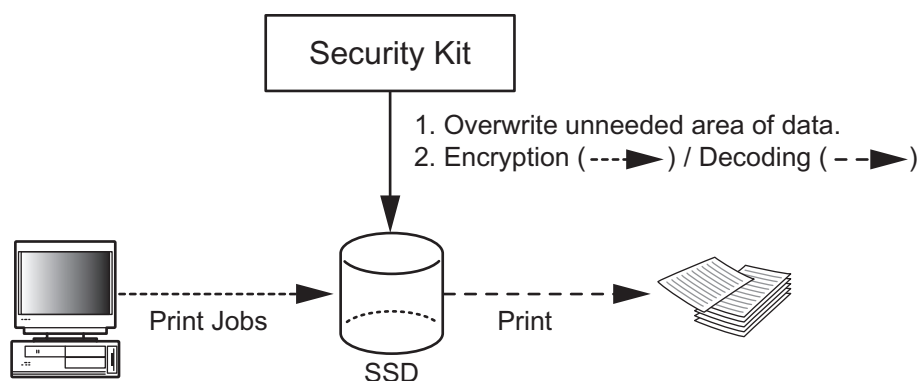 Security Kit
1. Overwrite unneeded area of data.
2. Encryption ( ) / Decoding ( )
Print Jobs
Print
SSD